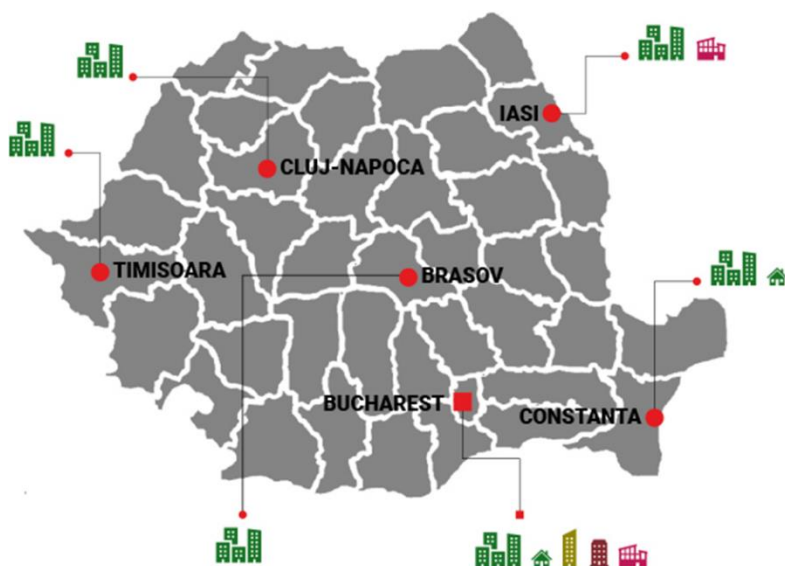 IASI
CLUJ-NAPOCA
TIMISOARA
BRASOV
BUCHAREST
CONSTANTA